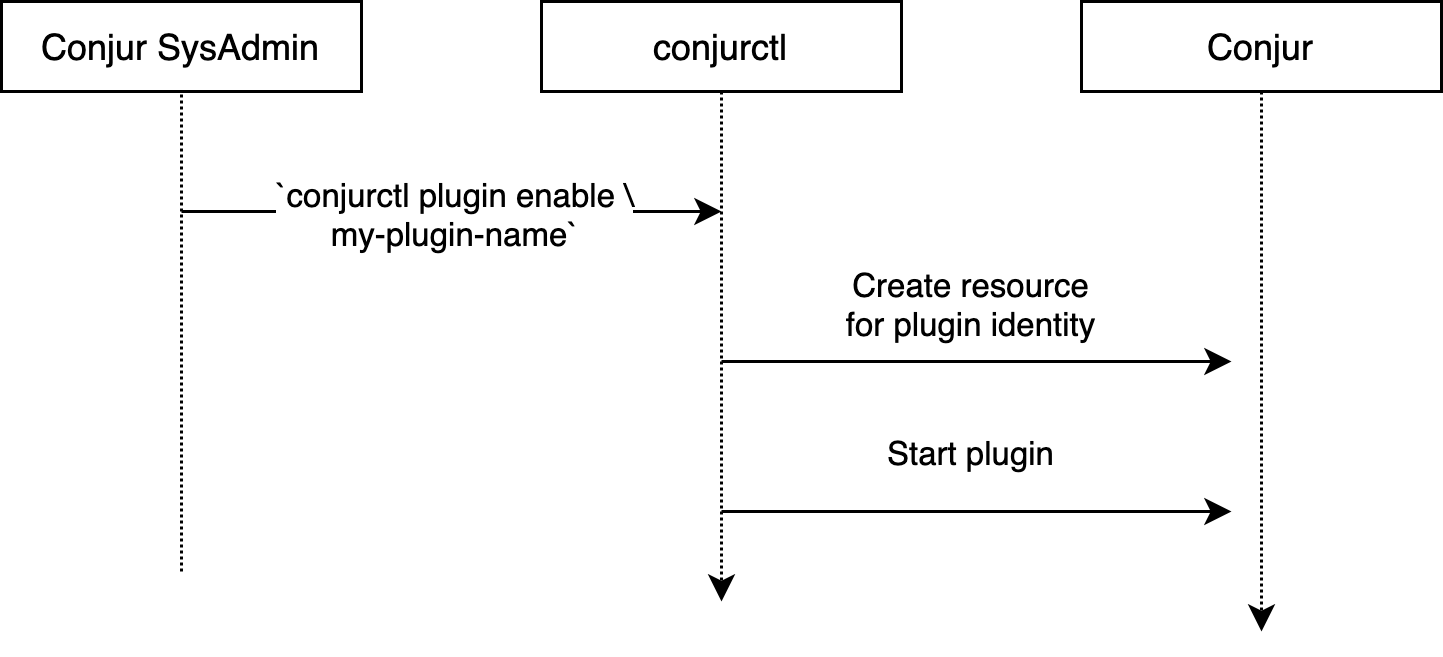 Conjur SysAdmin
conjurctl
Conjur
`conjurctl plugin enable \
my-plugin-name`
Create resource
for plugin identity
Start plugin